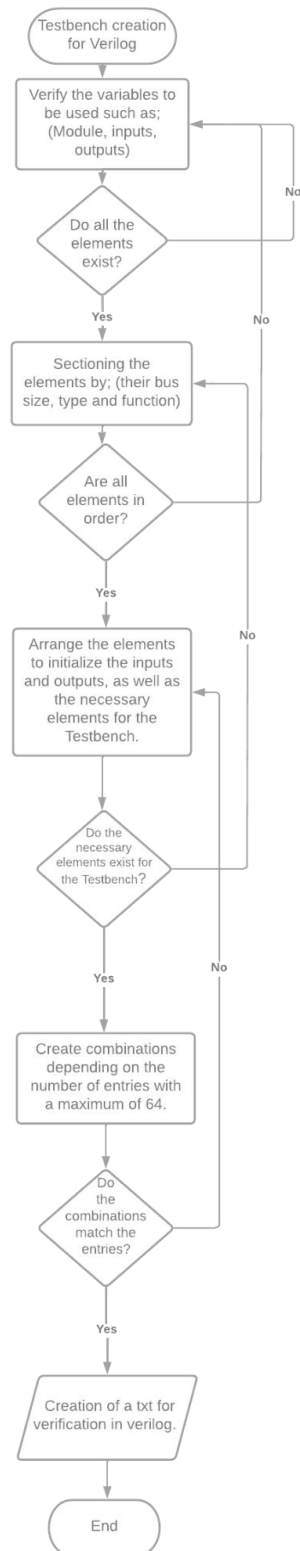 Testbench creation
for Verilog
Verify the variables to
be used such as;
(Module, inputs,
outputs)
No
Do all the
elements
exist?
Yes
No
Sectioning the
elements by; (their bus
size, type and function)
Are all
elements in
order?
Yes
No
Arrange the elements
to initialize the inputs
and outputs, as well as
the necessary
elements for the
Testbench.
Do the
necessary
elements exist for
the Testbench?
No
Yes
Create combinations
depending on the
number of entries with
a maximum of 64.
Do
the
combinations
match the
entries?
Yes
Creation of a txt for
verification in verilog.
End